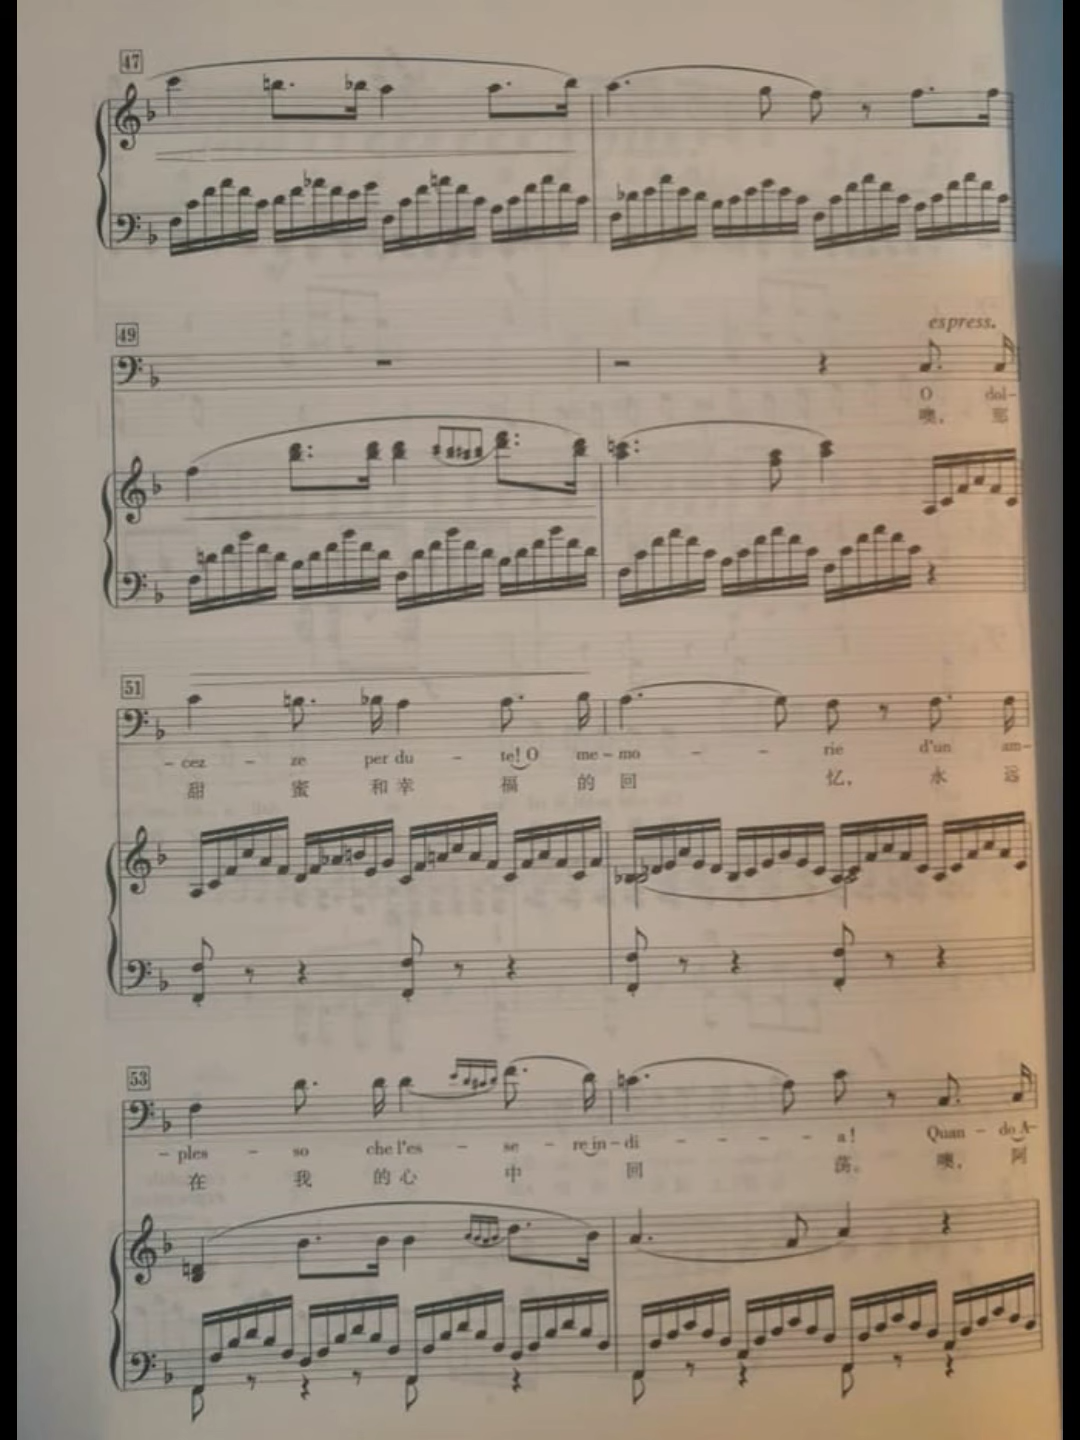 47
49
espress.
O dol-
噢， 那
51
- cez - ze per du - te! O me - mo - - - rie d'un am-
甜 蜜 和 幸 福 的 回 忆， 永 远
53
- ples - so che l'es - se - re in - di - - - - a! Quan - do A-
在 我 的 心 中 回 荡。 噢， 阿